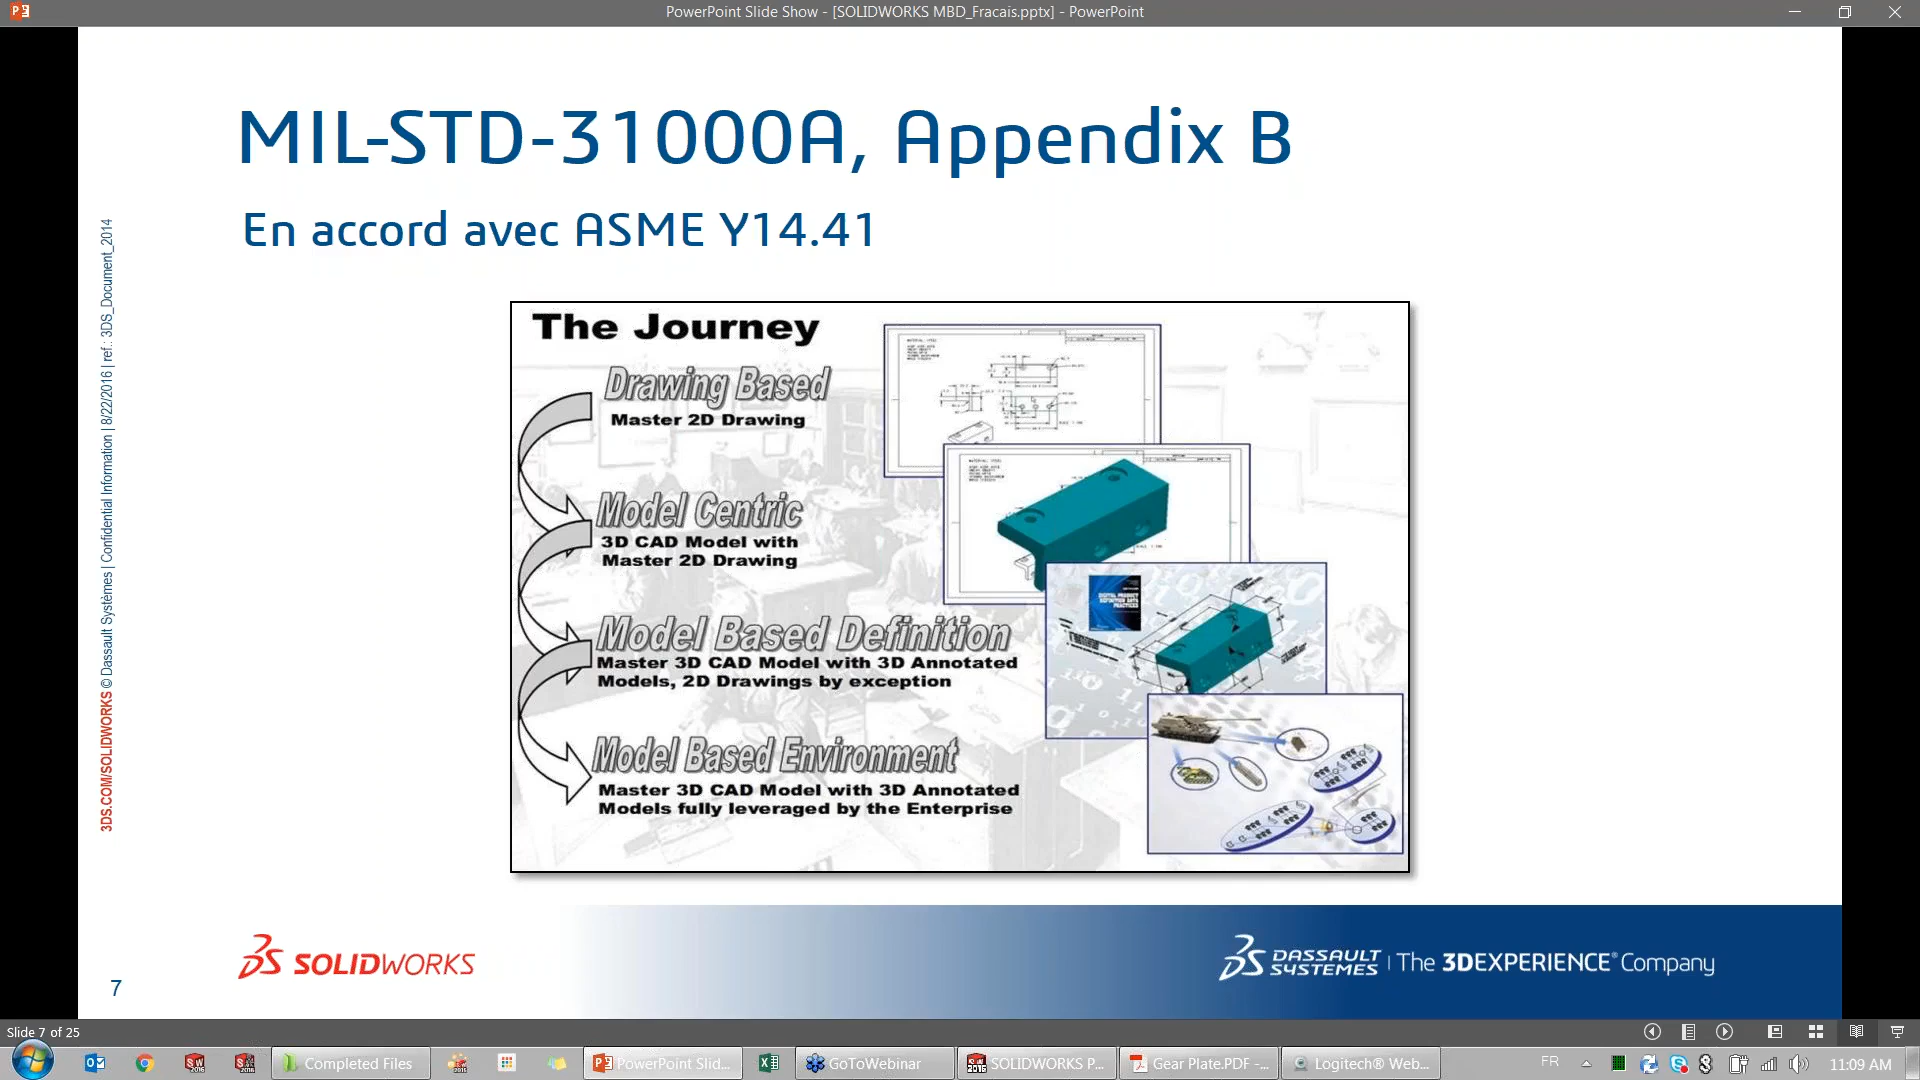 PowerPoint Slide Show - [SOLIDWORKS MBD_Fracais.pptx] - PowerPoint
MIL-STD-31000A, Appendix B
En accord avec ASME Y14.41
3DS.COM/SOLIDWORKS © Dassault Systèmes | Confidential Information | 8/22/2016 | ref.: 3DS_Document_2014
The Journey
Drawing Based
Master 2D Drawing
Model Centric
3D CAD Model with
Master 2D Drawing
Model Based Definition
Master 3D CAD Model with 3D Annotated
Models, 2D Drawings by exception
Model Based Environment
Master 3D CAD Model with 3D Annotated
Models fully leveraged by the Enterprise
DIGITAL PRODUCT
DEFINITION DATA
PRACTICES
SOLIDWORKS
DASSAULT
SYSTEMES
The 3DEXPERIENCE® Company
7
Slide 7 of 25
Completed Files
PowerPoint Slid...
GoToWebinar
SOLIDWORKS P...
Gear Plate.PDF -...
Logitech® Web...
FR
11:09 AM